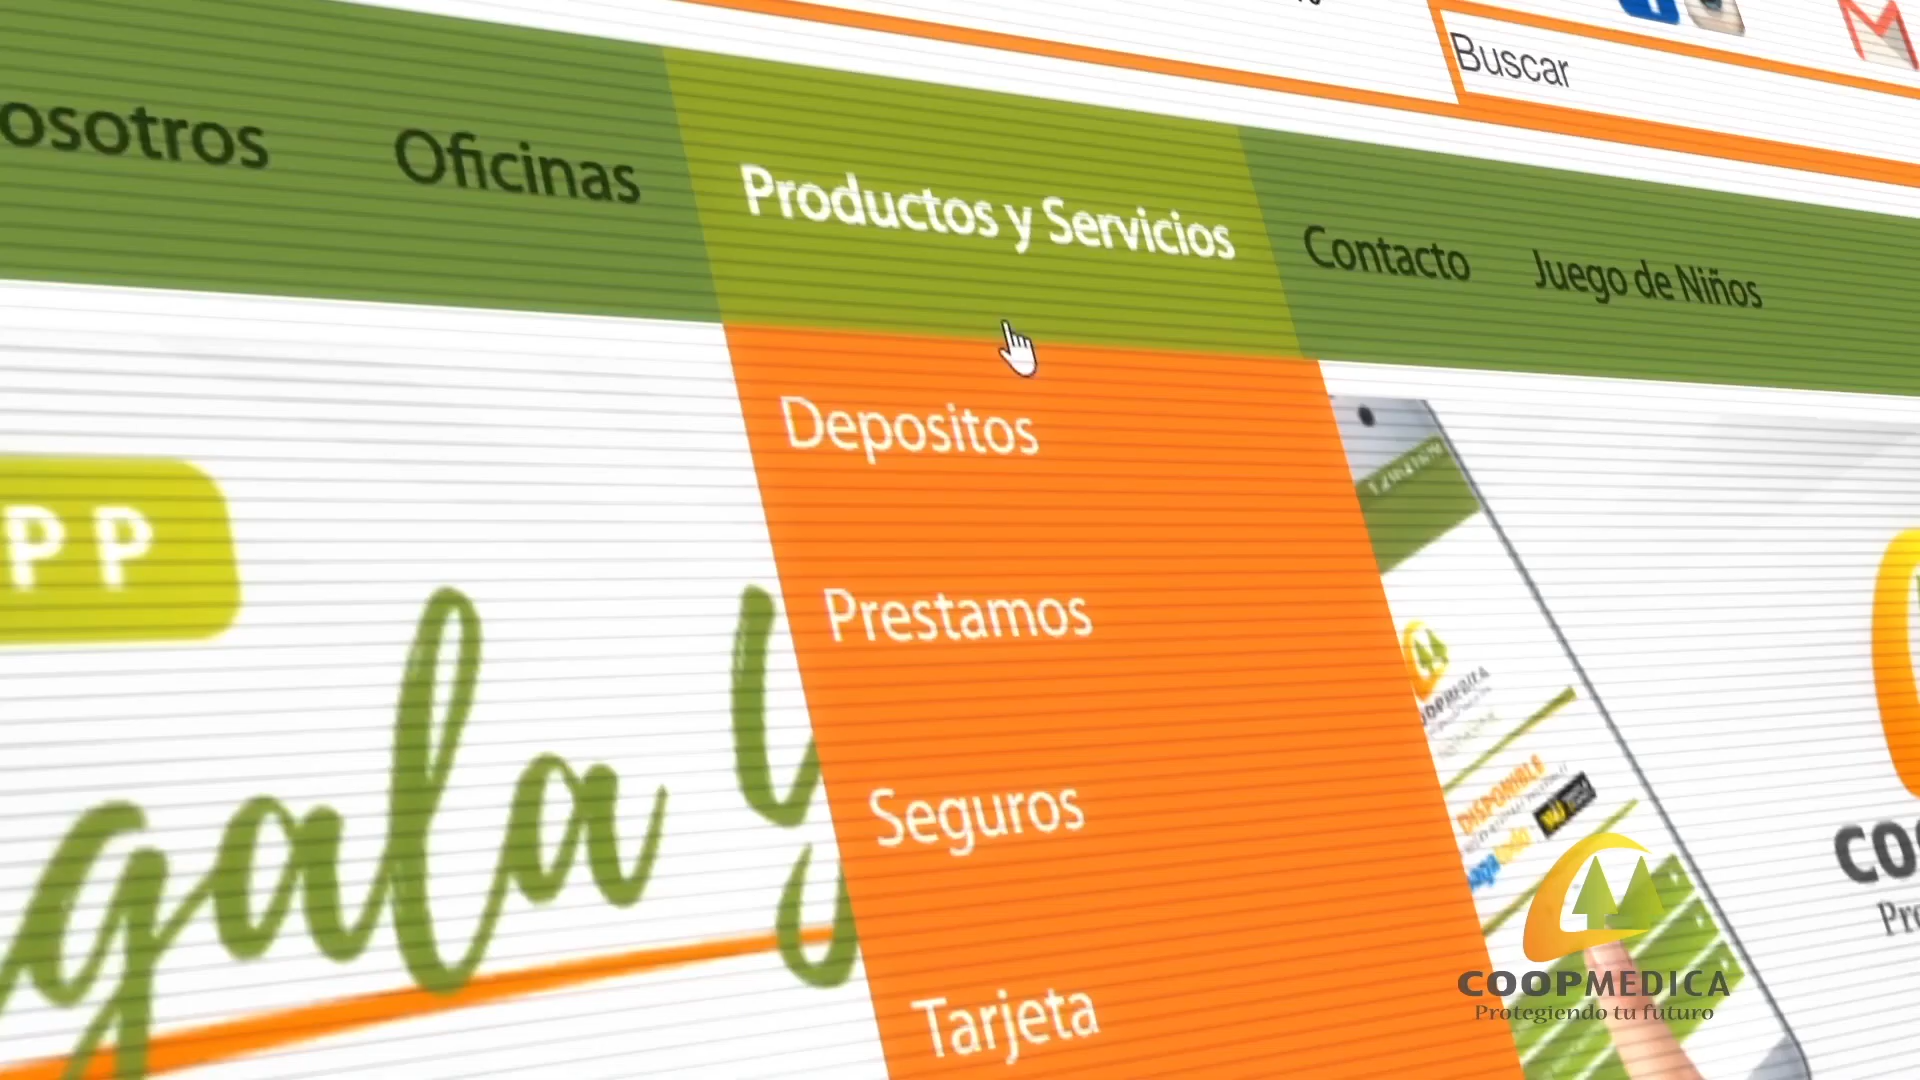 Buscar
osotros
Oficinas
Productos y Servicios
Contacto
Juego de Niños
Depositos
Prestamos
Seguros
Tarjeta
PP
gala y
DISPONIBLE
COOPMEDICA
Protegiendo tu futuro